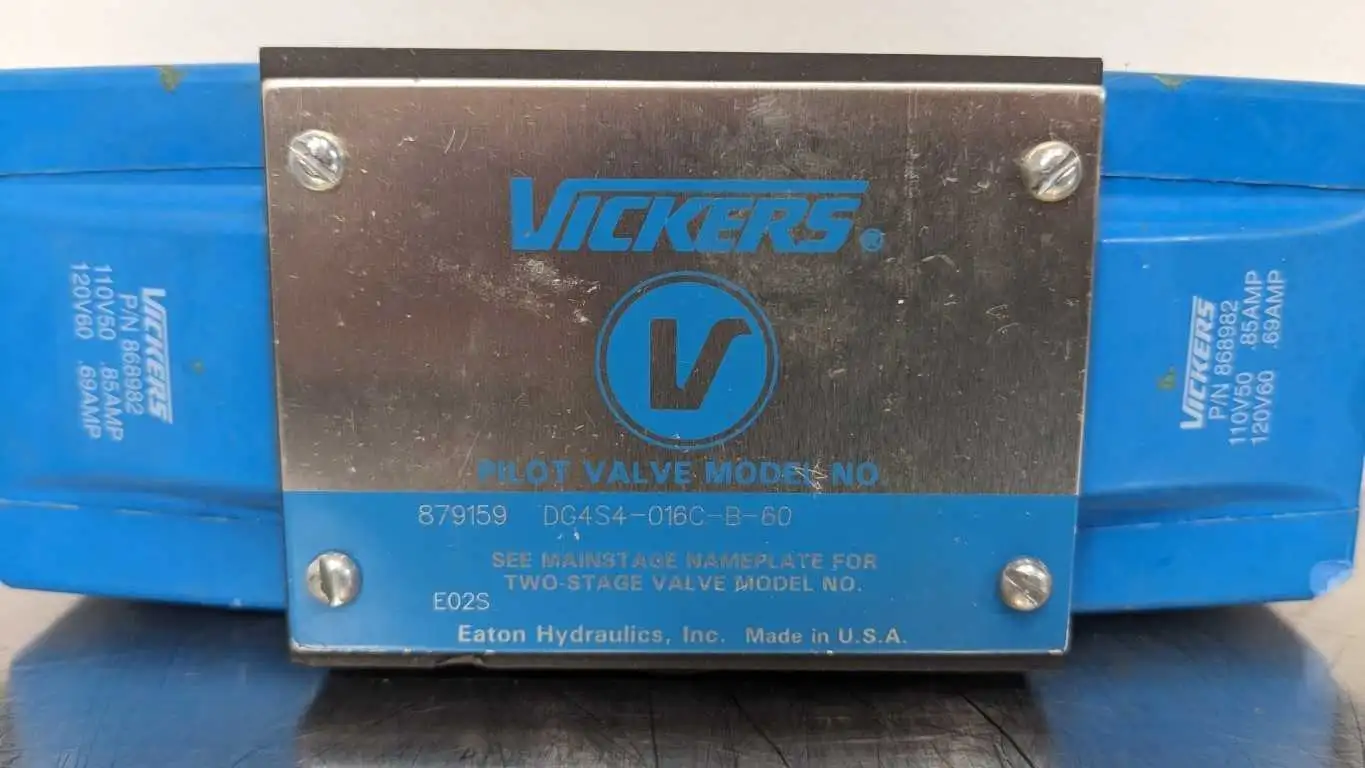 VICKERS®
V
PILOT VALVE MODEL NO.
879159 DG4S4-016C-B-60
SEE MAINSTAGE NAMEPLATE FOR
TWO-STAGE VALVE MODEL NO.
E02S
Eaton Hydraulics, Inc. Made in U.S.A.
VICKERS
P/N 868982
110V50 .85AMP
120V60 .69AMP
VICKERS
P/N 868982
110V50 .85AMP
120V60 .69AMP